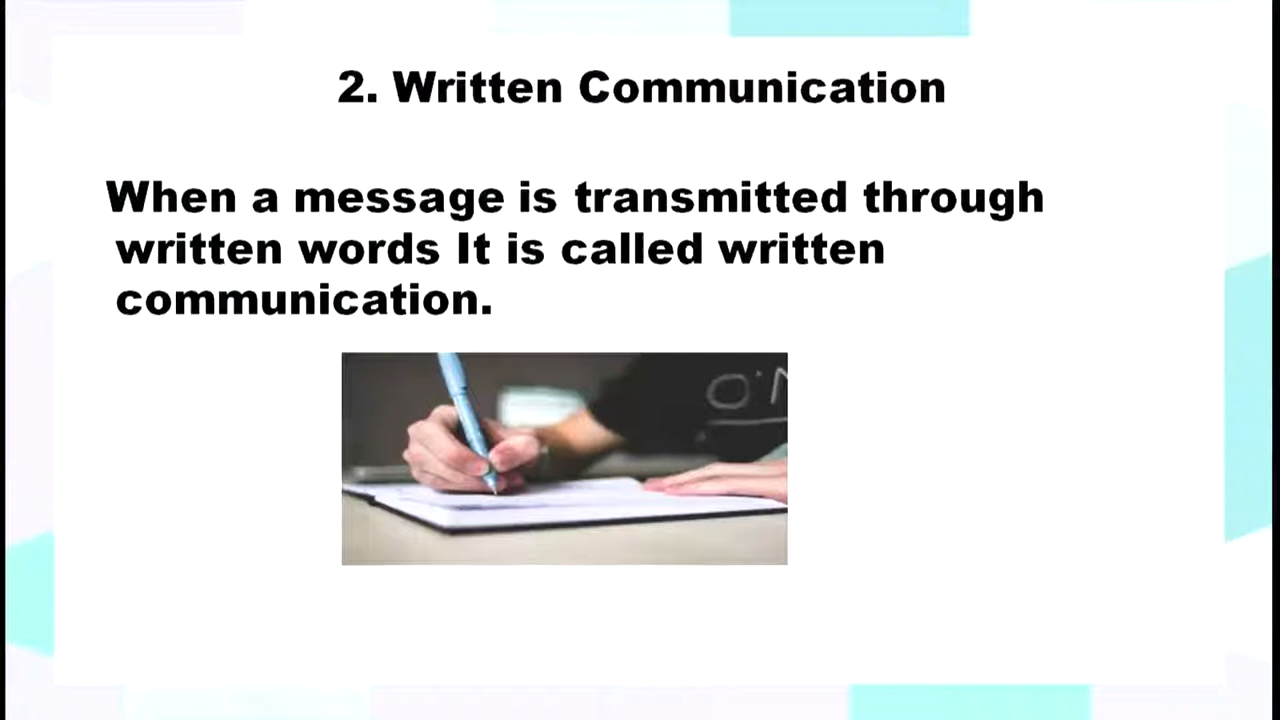 2. Written Communication
When a message is transmitted through
written words It is called written
communication.